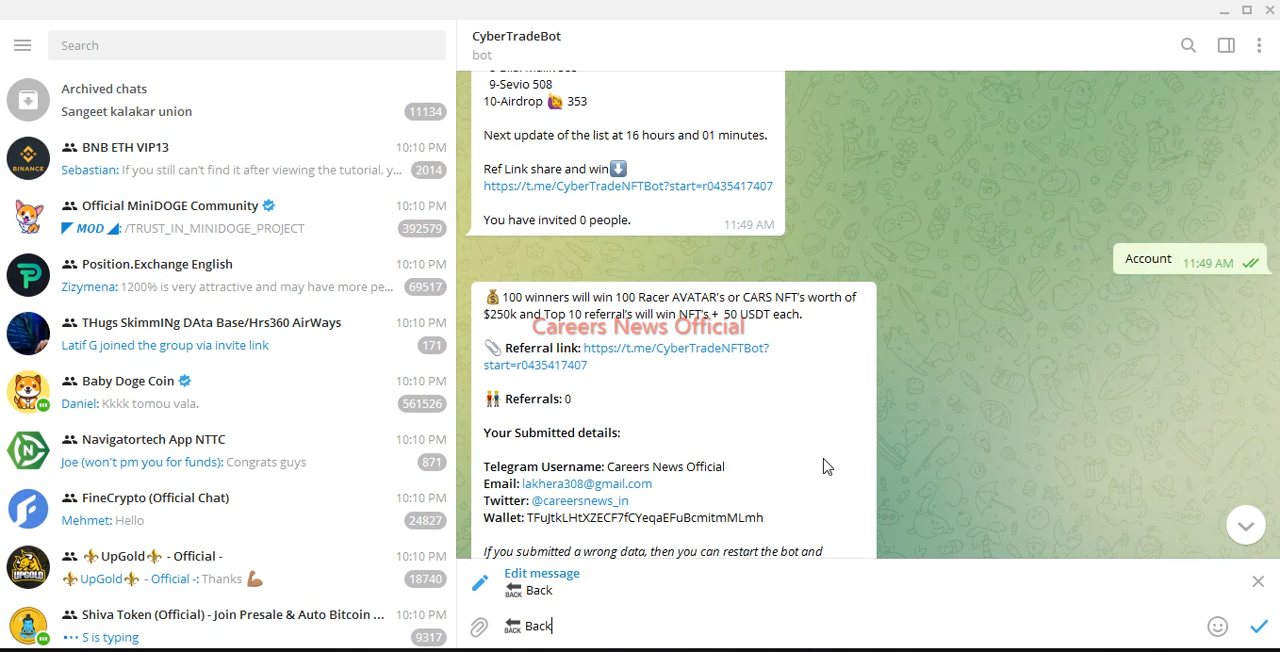 Search
Archived chats
Sangeet kalakar union
11134
BNB ETH VIP13
10:10 PM
BINANCE
Sebastian: If you still can't find it after viewing the tutorial, y...
2014
Official MiniDOGE Community
10:10 PM
MOD : /TRUST_IN_MINIDOGE_PROJECT
392579
Position.Exchange English
10:10 PM
Zizymena: 1200% is very attractive and may have more pe...
69517
THugs SkimmINg DAta Base/Hrs360 AirWays
10:10 PM
Latif G joined the group via invite link
171
Baby Doge Coin
10:10 PM
Daniel: Kkkk tomou vala.
561526
Navigatortech App NTTC
10:10 PM
Joe (won't pm you for funds): Congrats guys
871
FineCrypto (Official Chat)
10:10 PM
Mehmet: Hello
24827
⚜️UpGold⚜️ - Official -
10:10 PM
UPGOLD
⚜️UpGold⚜️ - Official -: Thanks 💪🏽
18740
Shiva Token (Official) - Join Presale & Auto Bitcoin ...
10:10 PM
S is typing
9317
CyberTradeBot
bot
9-Sevio 508
10-Airdrop 🙋 353
Next update of the list at 16 hours and 01 minutes.
Ref Link share and win⬇️
https://t.me/CyberTradeNFTBot?start=r0435417407
You have invited 0 people.
11:49 AM
Account 11:49 AM
💰100 winners will win 100 Racer AVATAR's or CARS NFT's worth of
$250k and Top 10 referral's will win NFT's + 50 USDT each.
Careers News Official
📎 Referral link: https://t.me/CyberTradeNFTBot?
start=r0435417407
👬 Referrals: 0
Your Submitted details:
Telegram Username: Careers News Official
Email: lakhera308@gmail.com
Twitter: @careersnews_in
Wallet: TFuJtkLHtXZECF7fCYeqaEFuBcmitmMLmh
If you submitted a wrong data, then you can restart the bot and
Edit message
🔙 Back
🔙 Back